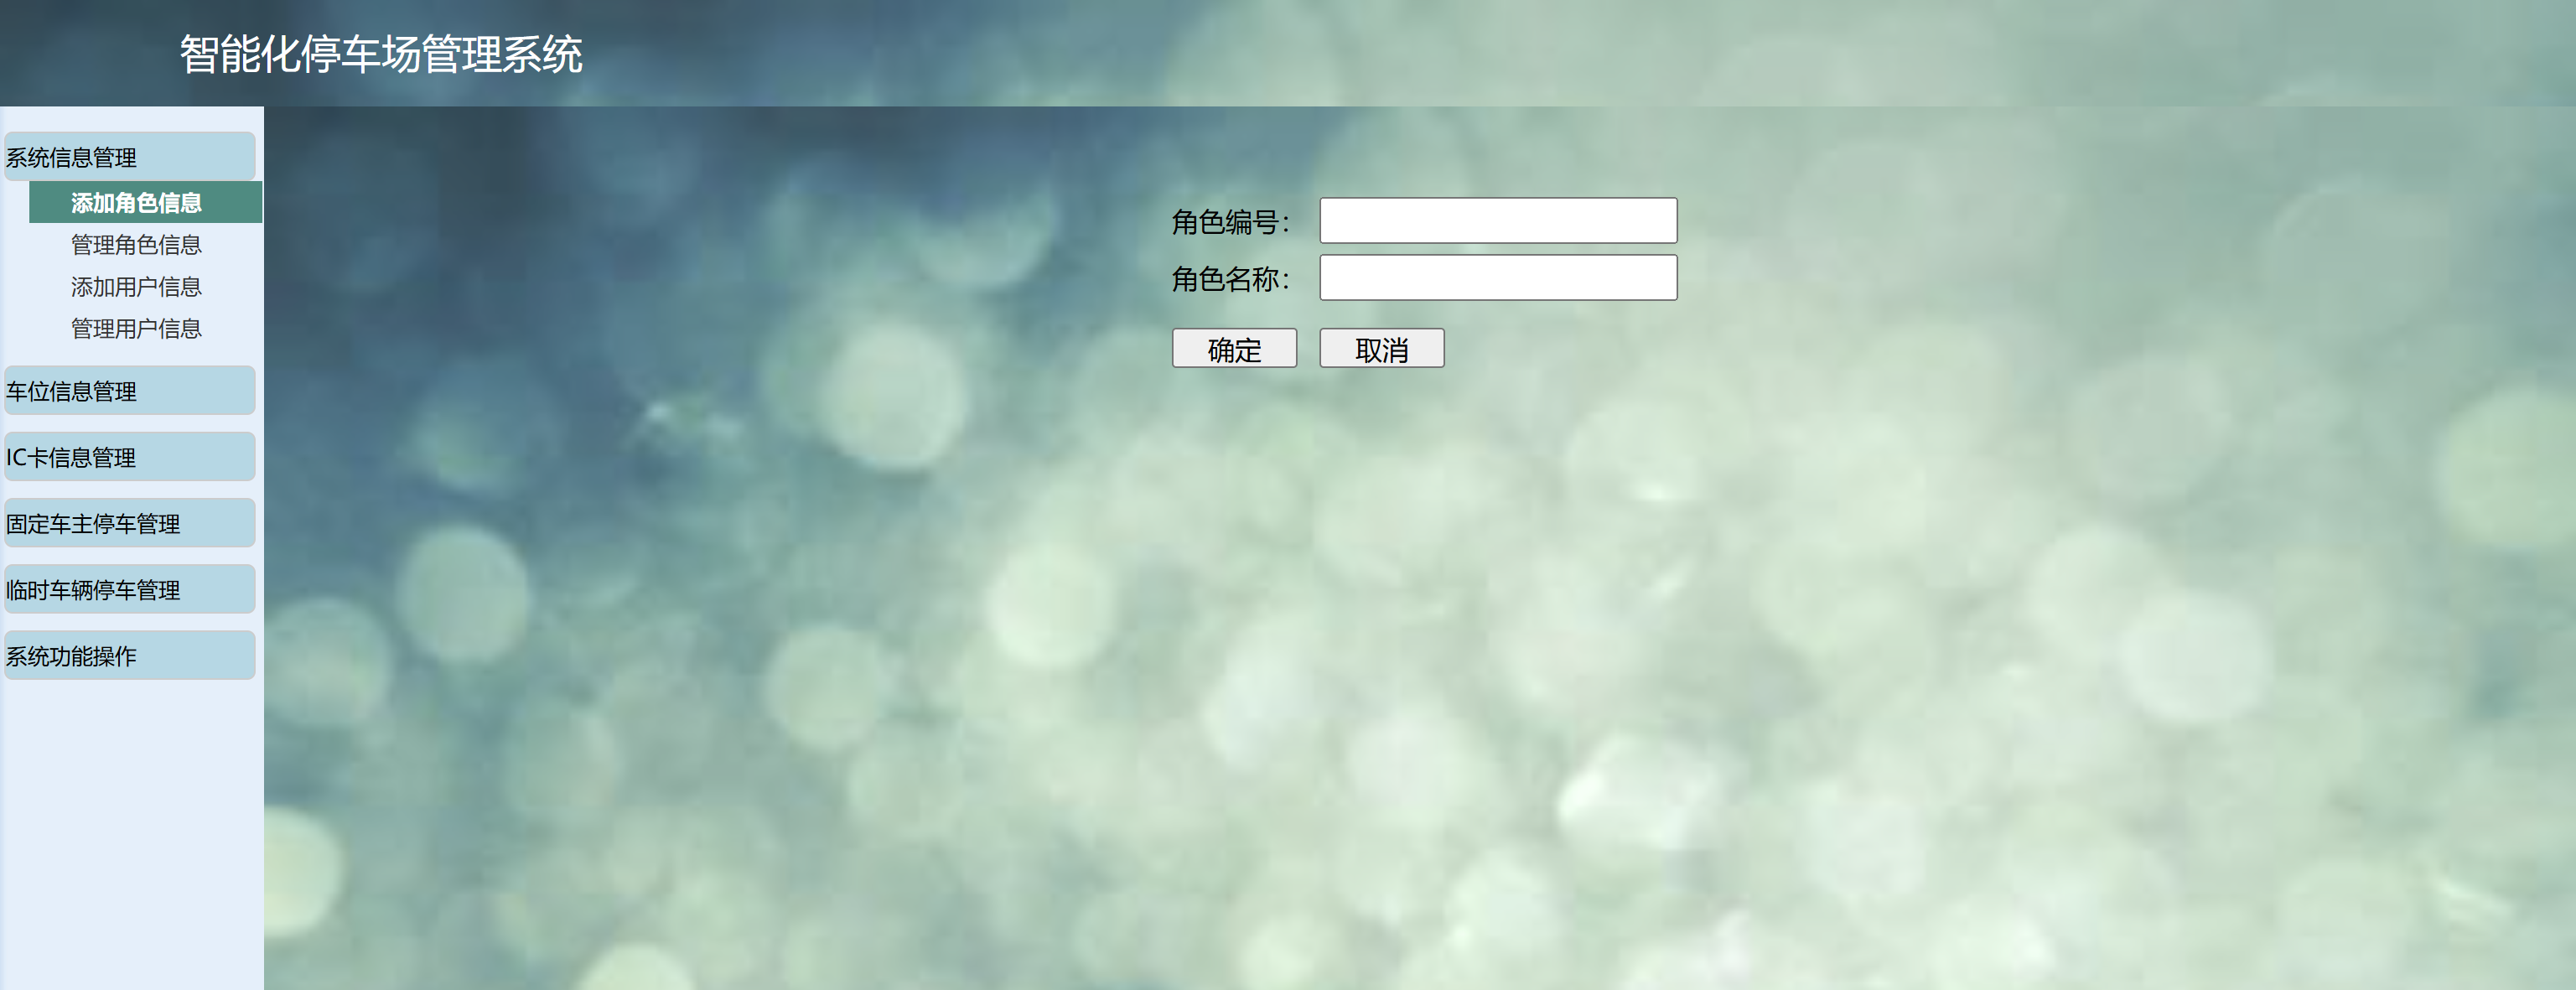 智能化停车场管理系统
系统信息管理
添加角色信息
管理角色信息
添加用户信息
管理用户信息
车位信息管理
IC卡信息管理
固定车主停车管理
临时车辆停车管理
系统功能操作
角色编号：
角色名称：
确定 取消